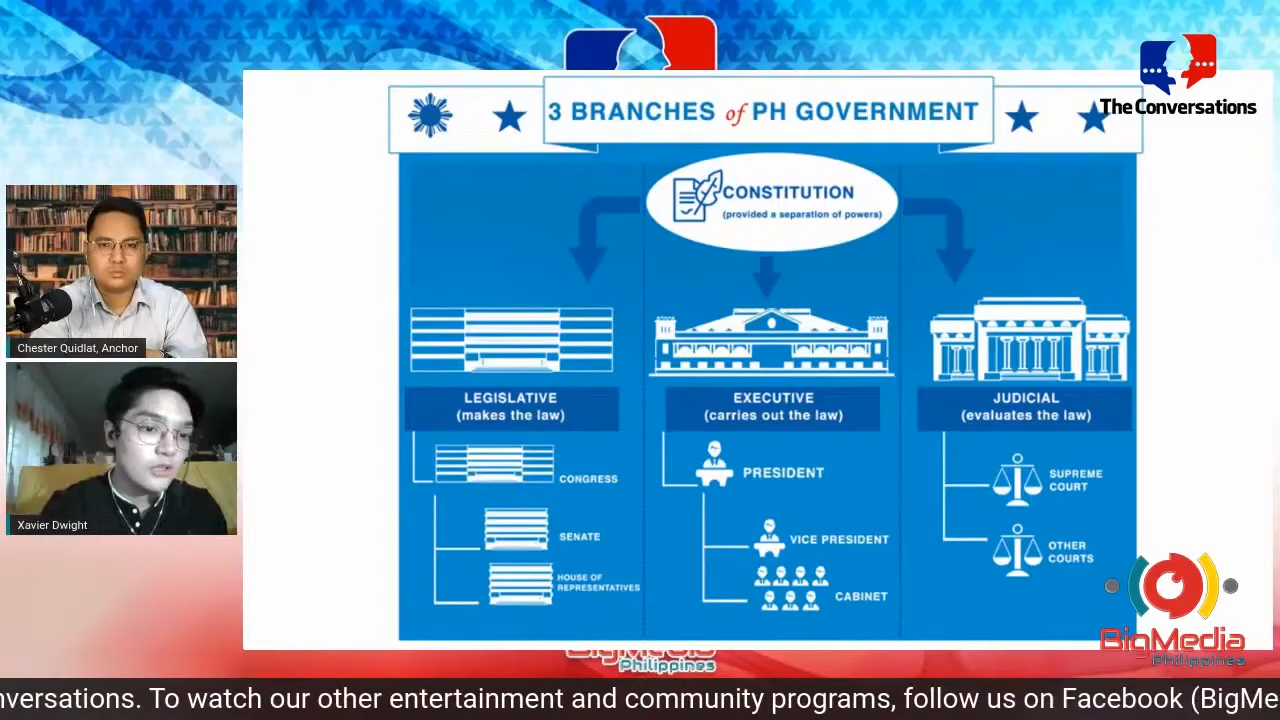 3 BRANCHES of PH GOVERNMENT
The Conversations
CONSTITUTION
(provided a separation of powers)
LEGISLATIVE
(makes the law)
EXECUTIVE
(carries out the law)
JUDICIAL
(evaluates the law)
CONGRESS
SENATE
HOUSE OF
REPRESENTATIVES
PRESIDENT
VICE PRESIDENT
CABINET
SUPREME
COURT
OTHER
COURTS
Chester Quidlat, Anchor
Xavier Dwight
BigMedia
Philippines
BigMedia
Philippines
nversations. To watch our other entertainment and community programs, follow us on Facebook (BigMe